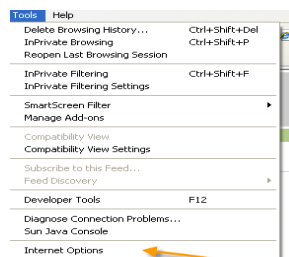 Tools Help
Delete Browsing History... Ctrl+Shift+Del
InPrivate Browsing Ctrl+Shift+P
Reopen Last Browsing Session
InPrivate Filtering Ctrl+Shift+F
InPrivate Filtering Settings
SmartScreen Filter
Manage Add-ons
Compatibility View
Compatibility View Settings
Subscribe to this Feed...
Feed Discovery
Developer Tools F12
Diagnose Connection Problems...
Sun Java Console
Internet Options